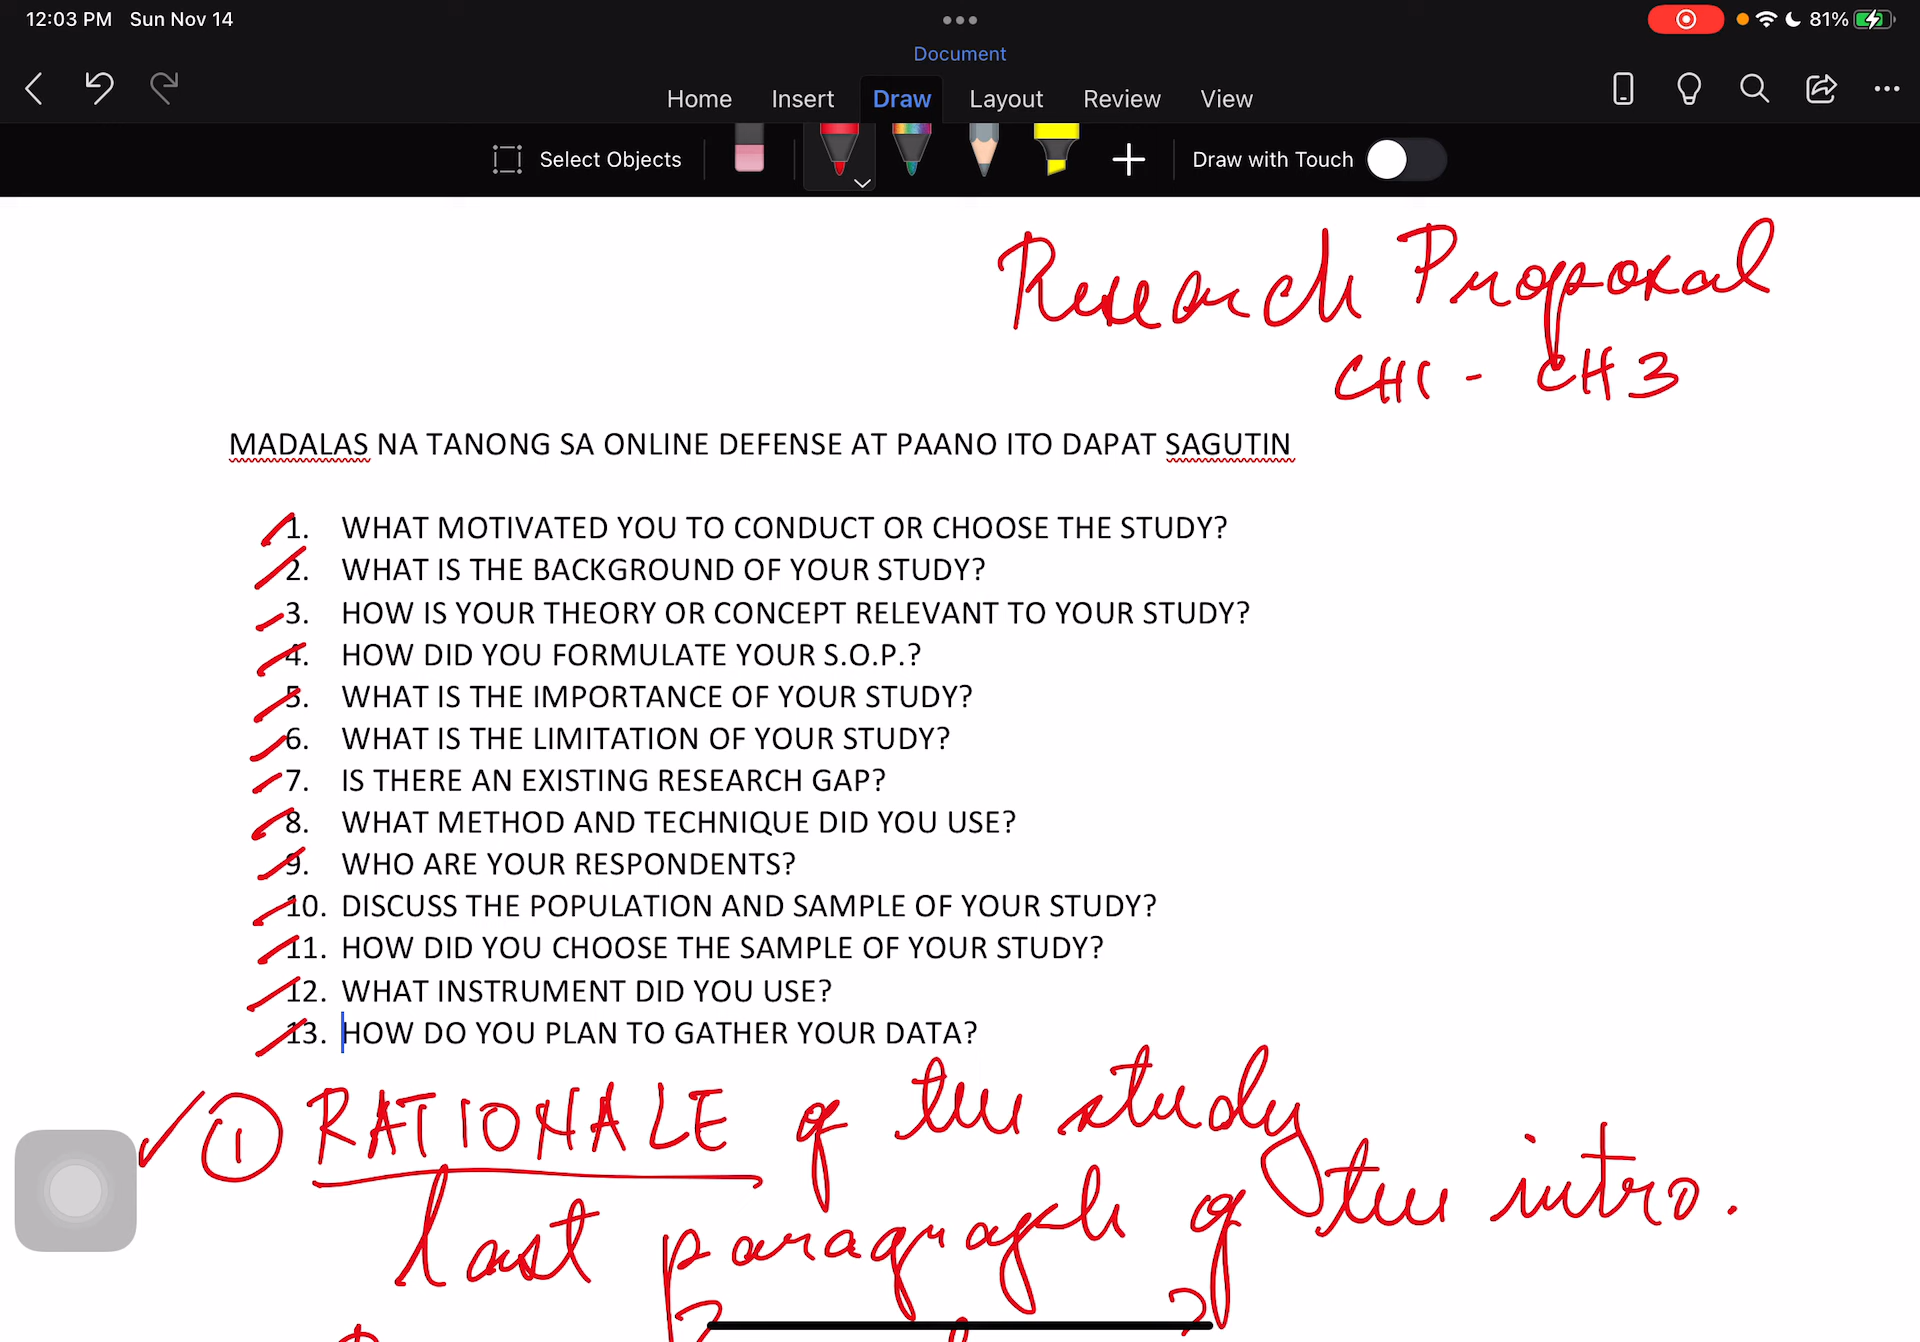 12:03 PM Sun Nov 14
81%
Document
Home Insert Draw Layout Review View
Select Objects
Draw with Touch
Research Proposal
CH1 - CH3
MADALAS NA TANONG SA ONLINE DEFENSE AT PAANO ITO DAPAT SAGUTIN
1. WHAT MOTIVATED YOU TO CONDUCT OR CHOOSE THE STUDY?
2. WHAT IS THE BACKGROUND OF YOUR STUDY?
3. HOW IS YOUR THEORY OR CONCEPT RELEVANT TO YOUR STUDY?
4. HOW DID YOU FORMULATE YOUR S.O.P.?
5. WHAT IS THE IMPORTANCE OF YOUR STUDY?
6. WHAT IS THE LIMITATION OF YOUR STUDY?
7. IS THERE AN EXISTING RESEARCH GAP?
8. WHAT METHOD AND TECHNIQUE DID YOU USE?
9. WHO ARE YOUR RESPONDENTS?
10. DISCUSS THE POPULATION AND SAMPLE OF YOUR STUDY?
11. HOW DID YOU CHOOSE THE SAMPLE OF YOUR STUDY?
12. WHAT INSTRUMENT DID YOU USE?
13. HOW DO YOU PLAN TO GATHER YOUR DATA?
1 RATIONALE of the study
last paragraph of the intro.